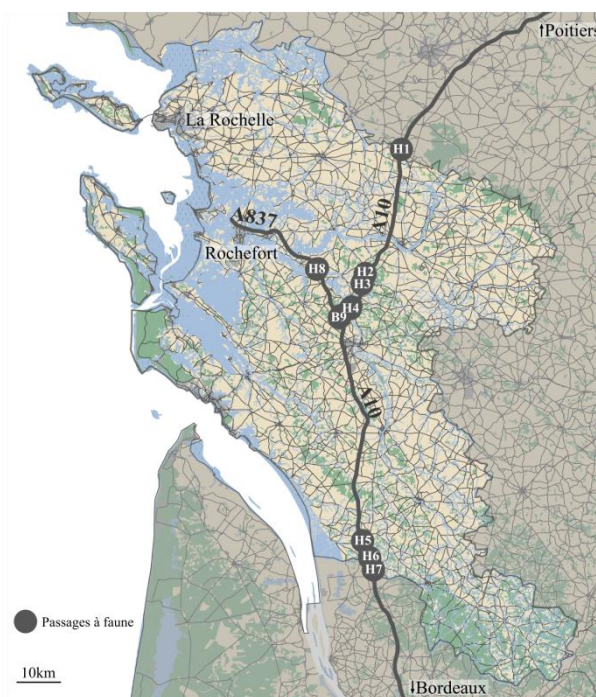 ↑Poitiers
La Rochelle
H1
A10
A837
Rochefort
H8
H2
H3
H4
B9
A10
H5
H6
H7
Passages à faune
10km
↓Bordeaux